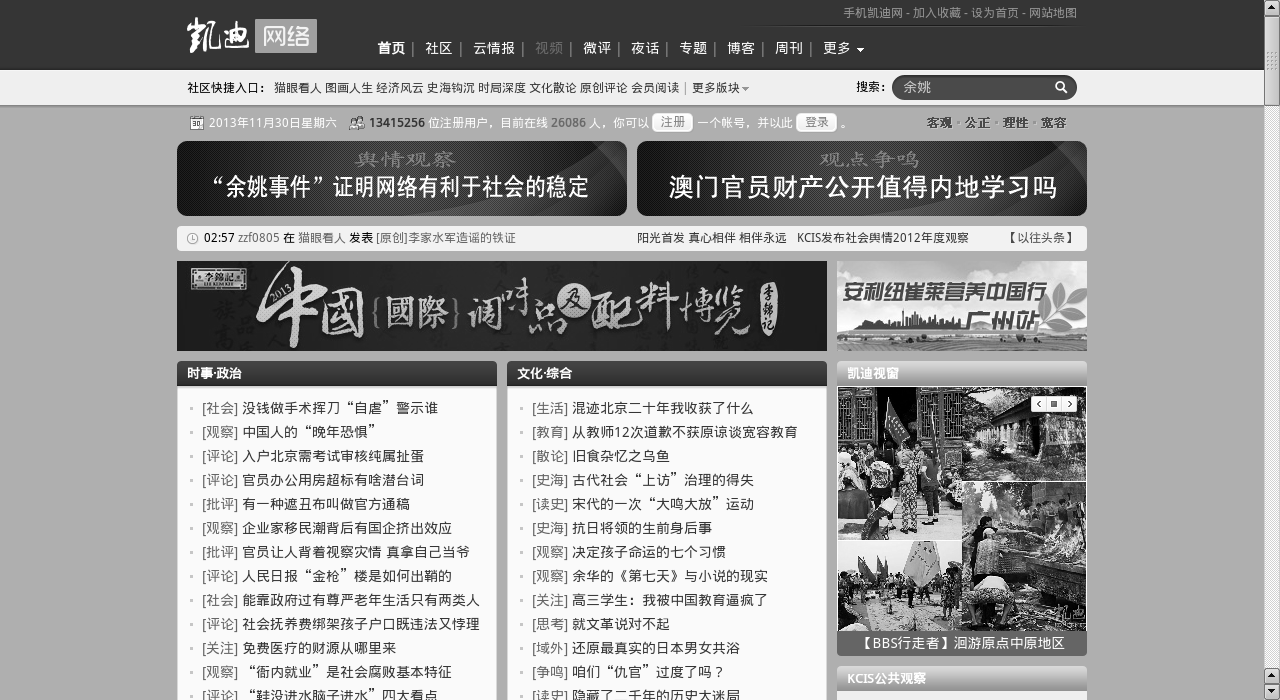 手机凯迪网 - 加入收藏 - 设为首页 - 网站地图
凯迪 网络
首页 | 社区 | 云情报 | 视频 | 微评 | 夜话 | 专题 | 博客 | 周刊 | 更多
社区快捷入口： 猫眼看人 图画人生 经济风云 史海钩沉 时局深度 文化散论 原创评论 会员阅读 | 更多版块 搜索： 余姚
30 2013年11月30日星期六 13415256 位注册用户，目前在线 26086 人，你可以 注册 一个帐号，并以此 登录 。 客观·公正·理性·宽容
舆情观察
“余姚事件”证明网络有利于社会的稳定
观点争鸣
澳门官员财产公开值得内地学习吗
02:57 zzf0805 在 猫眼看人 发表 [原创]李家水军造谣的铁证 阳光首发 真心相伴 相伴永远 KCIS发布社会舆情2012年度观察 【以往头条】
李錦記
2013 中國{國際}调味品及配料博览 李锦记
安利纽崔莱营养中国行
广州站
时事·政治
[社会] 没钱做手术挥刀“自虐”警示谁
[观察] 中国人的“晚年恐惧”
[评论] 入户北京需考试审核纯属扯蛋
[评论] 官员办公用房超标有啥潜台词
[批评] 有一种遮丑布叫做官方通稿
[观察] 企业家移民潮背后有国企挤出效应
[批评] 官员让人背着视察灾情 真拿自己当爷
[评论] 人民日报“金枪”楼是如何出鞘的
[社会] 能靠政府过有尊严老年生活只有两类人
[评论] 社会抚养费绑架孩子户口既违法又悖理
[关注] 免费医疗的财源从哪里来
[观察] “衙内就业”是社会腐败基本特征
[评论] “鞋没进水脑子进水”四大看点
文化·综合
[生活] 混迹北京二十年我收获了什么
[教育] 从教师12次道歉不获原谅谈宽容教育
[散论] 旧食杂忆之乌鱼
[史海] 古代社会“上访”治理的得失
[读史] 宋代的一次“大鸣大放”运动
[史海] 抗日将领的生前身后事
[观察] 决定孩子命运的七个习惯
[观察] 余华的《第七天》与小说的现实
[关注] 高三学生：我被中国教育逼疯了
[思考] 就文革说对不起
[域外] 还原最真实的日本男女共浴
[争鸣] 咱们“仇官”过度了吗？
[读史] 隐藏了二千年的历史大迷局
凯迪视窗
【BBS行走者】洄游原点中原地区
KCIS公共观察